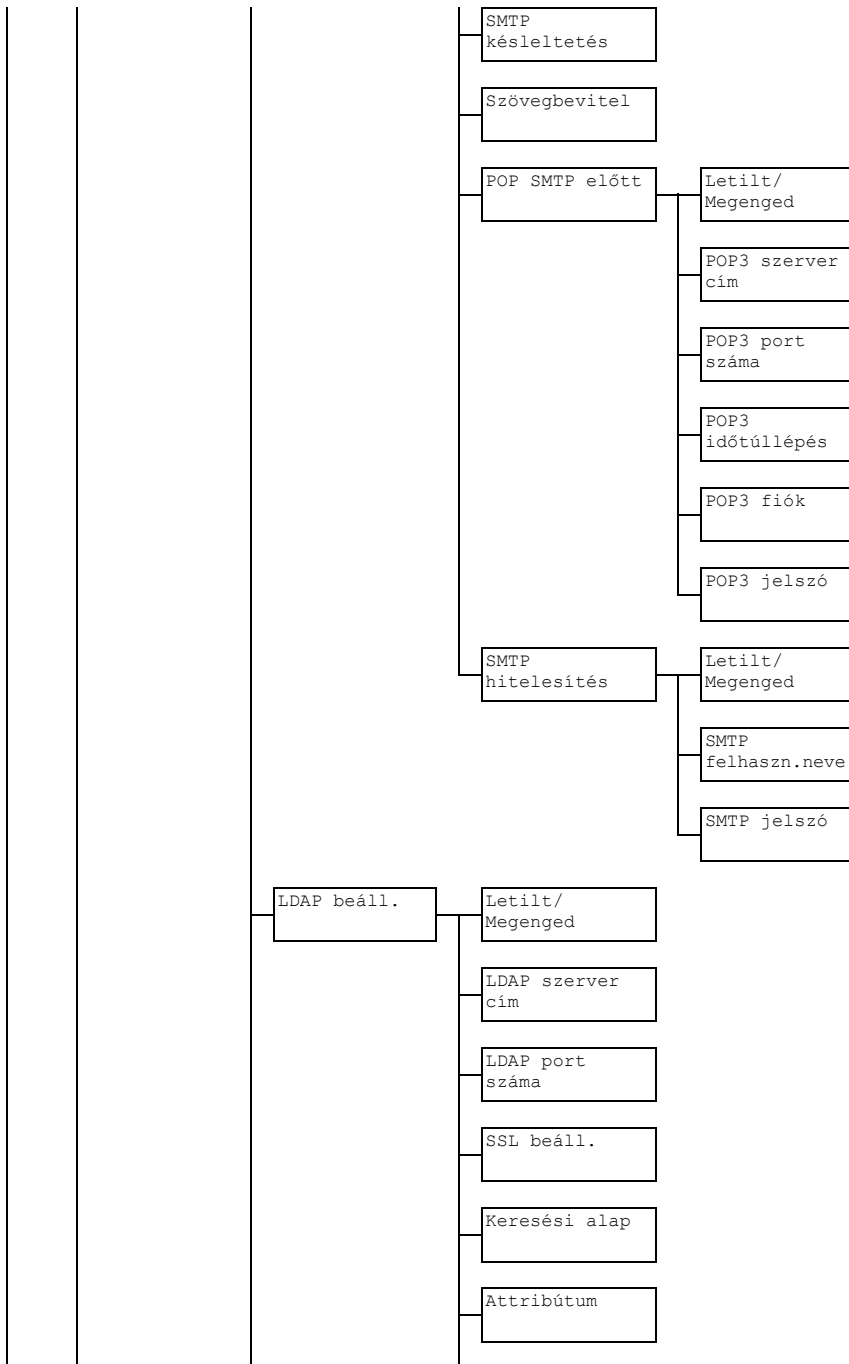 SMTP
késleltetés
Szövegbevitel
POP SMTP előtt
Letilt/
Megenged
POP3 szerver
cím
POP3 port
száma
POP3
időtúllépés
POP3 fiók
POP3 jelszó
SMTP
hitelesítés
Letilt/
Megenged
SMTP
felhaszn.neve
SMTP jelszó
LDAP beáll.
Letilt/
Megenged
LDAP szerver
cím
LDAP port
száma
SSL beáll.
Keresési alap
Attribútum